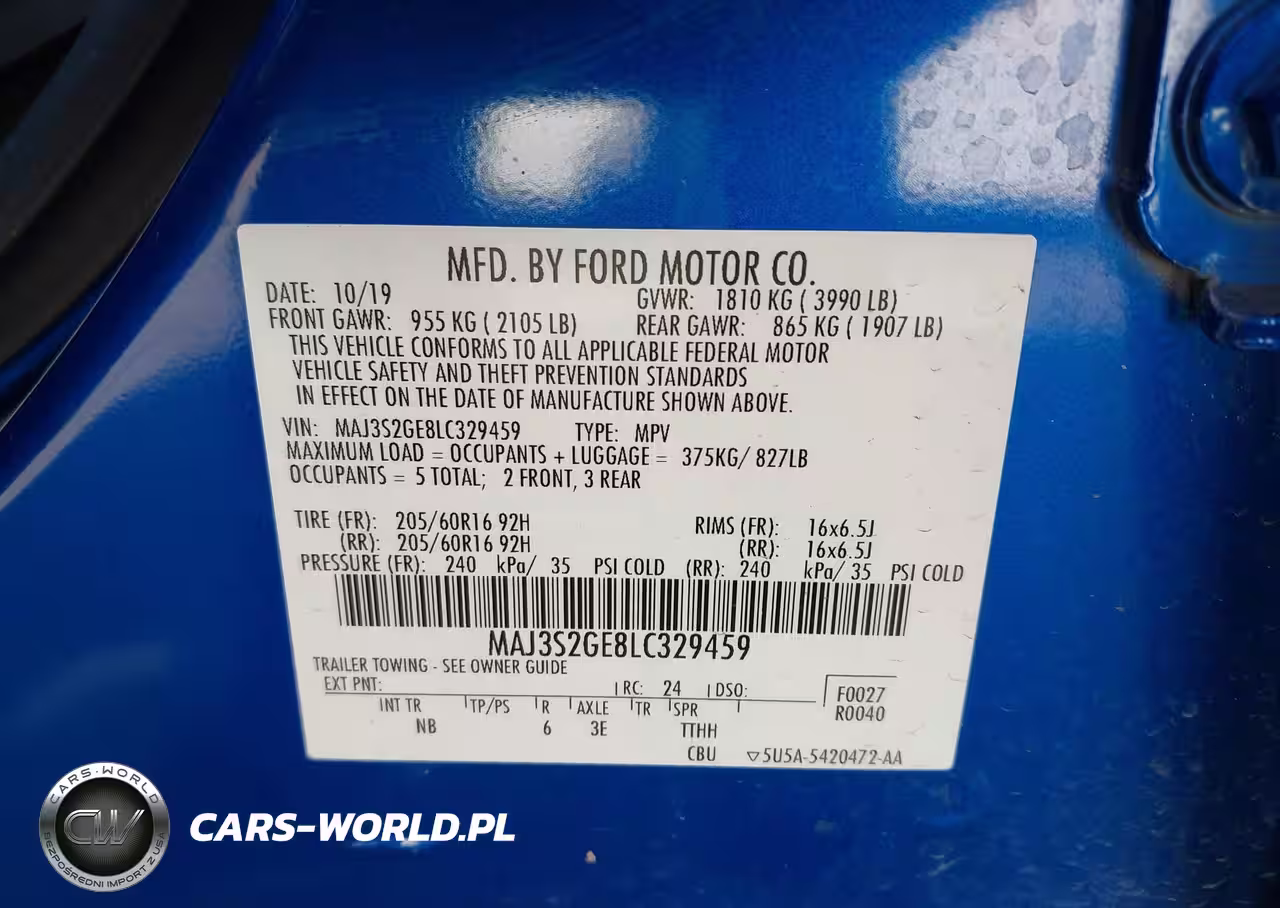 MFD. BY FORD MOTOR CO.
DATE: 10/19 GVWR: 1810 KG ( 3990 LB)
FRONT GAWR: 955 KG ( 2105 LB) REAR GAWR: 865 KG ( 1907 LB)
THIS VEHICLE CONFORMS TO ALL APPLICABLE FEDERAL MOTOR
VEHICLE SAFETY AND THEFT PREVENTION STANDARDS
IN EFFECT ON THE DATE OF MANUFACTURE SHOWN ABOVE.
VIN: MAJ3S2GE8LC329459 TYPE: MPV
MAXIMUM LOAD = OCCUPANTS + LUGGAGE = 375KG/ 827LB
OCCUPANTS = 5 TOTAL; 2 FRONT, 3 REAR
TIRE (FR): 205/60R16 92H RIMS (FR): 16x6.5J
(RR): 205/60R16 92H (RR): 16x6.5J
PRESSURE (FR): 240 kPa/ 35 PSI COLD (RR): 240 kPa/ 35 PSI COLD
MAJ3S2GE8LC329459
TRAILER TOWING - SEE OWNER GUIDE
EXT PNT: RC: 24 DSO: F0027
INT TR TP/PS R AXLE TR SPR R0040
NB 6 3E TTHH
CBU ▽5U5A-5420472-AA
CARS-WORLD
CW
BEZPOŚREDNI IMPORT Z USA
CARS-WORLD.PL